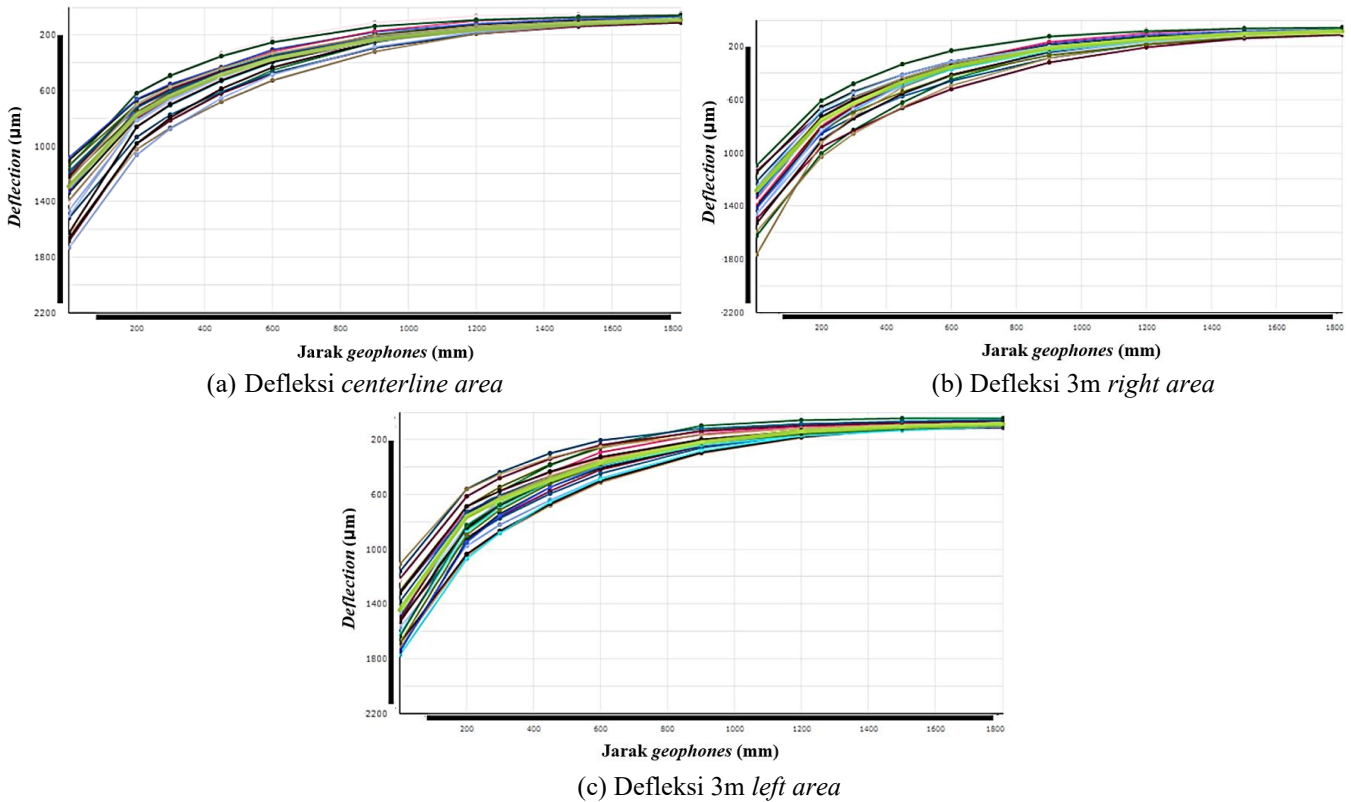 200
600
1000
1400
1800
2200
Deflection (μm)
200 400 600 800 1000 1200 1400 1600 1800
Jarak geophones (mm)
(a) Defleksi centerline area
200
600
1000
1400
-1800
-2200
Deflection (μm)
200 400 600 800 1000 1200 1400 1600 1800
Jarak geophones (mm)
(b) Defleksi 3m right area
200
600
1000
1400
1800
2200
Deflection (μm)
200 400 600 800 1000 1200 1400 1600 1800
Jarak geophones (mm)
(c) Defleksi 3m left area